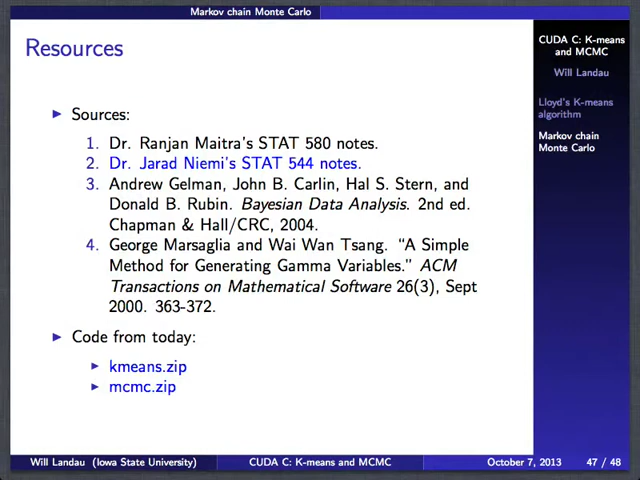 Markov chain Monte Carlo
Resources
Sources:
1. Dr. Ranjan Maitra's STAT 580 notes.
2. Dr. Jarad Niemi's STAT 544 notes.
3. Andrew Gelman, John B. Carlin, Hal S. Stern, and
Donald B. Rubin. Bayesian Data Analysis. 2nd ed.
Chapman & Hall/CRC, 2004.
4. George Marsaglia and Wai Wan Tsang. “A Simple
Method for Generating Gamma Variables.” ACM
Transactions on Mathematical Software 26(3), Sept
2000. 363-372.
Code from today:
kmeans.zip
mcmc.zip
CUDA C: K-means
and MCMC
Will Landau
Lloyd's K-means
algorithm
Markov chain
Monte Carlo
Will Landau (Iowa State University) CUDA C: K-means and MCMC October 7, 2013 47 / 48